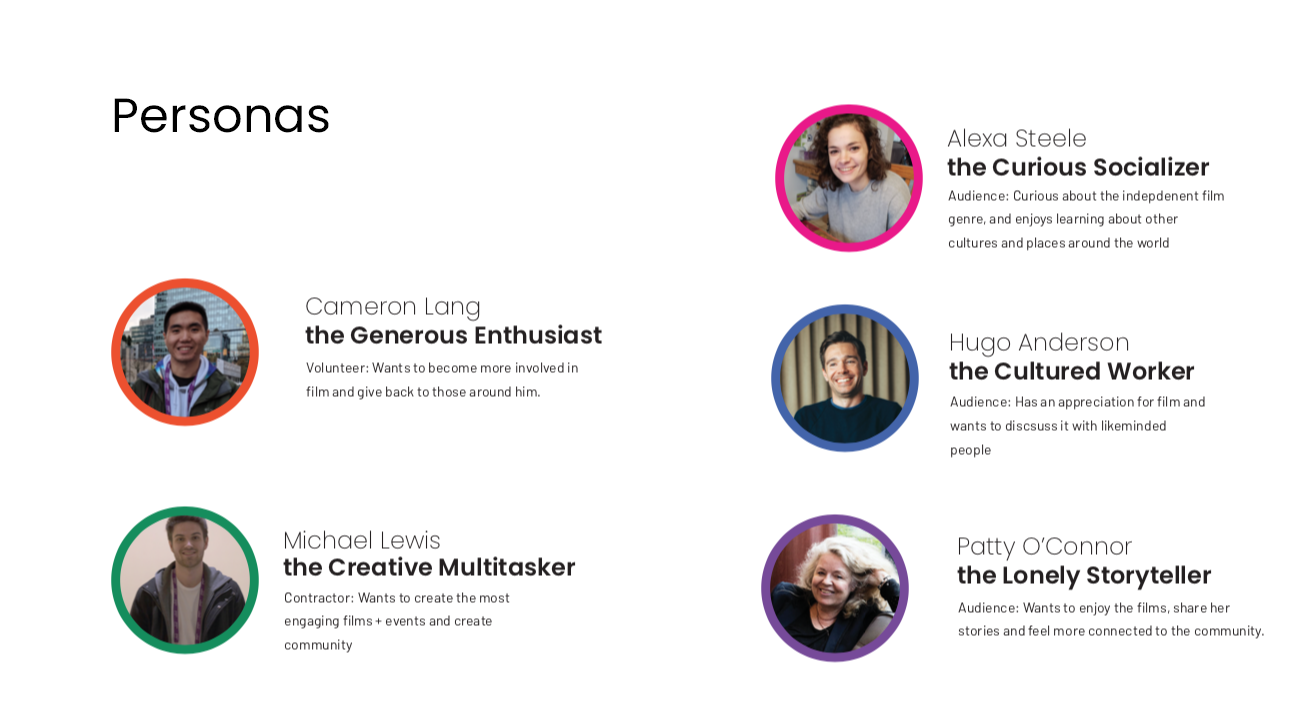 Personas
Cameron Lang
the Generous Enthusiast
Volunteer: Wants to become more involved in
film and give back to those around him.
Michael Lewis
the Creative Multitasker
Contractor: Wants to create the most
engaging films + events and create
community
Alexa Steele
the Curious Socializer
Audience: Curious about the indepdenent film
genre, and enjoys learning about other
cultures and places around the world
Hugo Anderson
the Cultured Worker
Audience: Has an appreciation for film and
wants to discsuss it with likeminded
people
Patty O’Connor
the Lonely Storyteller
Audience: Wants to enjoy the films, share her
stories and feel more connected to the community.